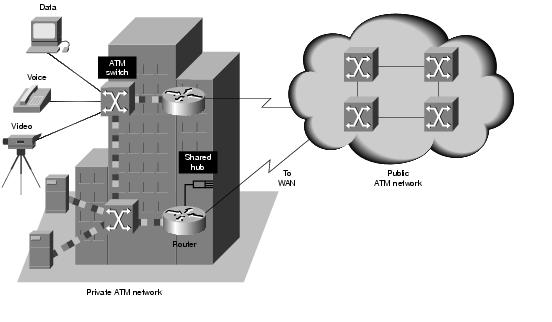 Data
ATM
switch
Voice
Video
Shared
hub
To
WAN
Public
ATM network
Router
Private ATM network